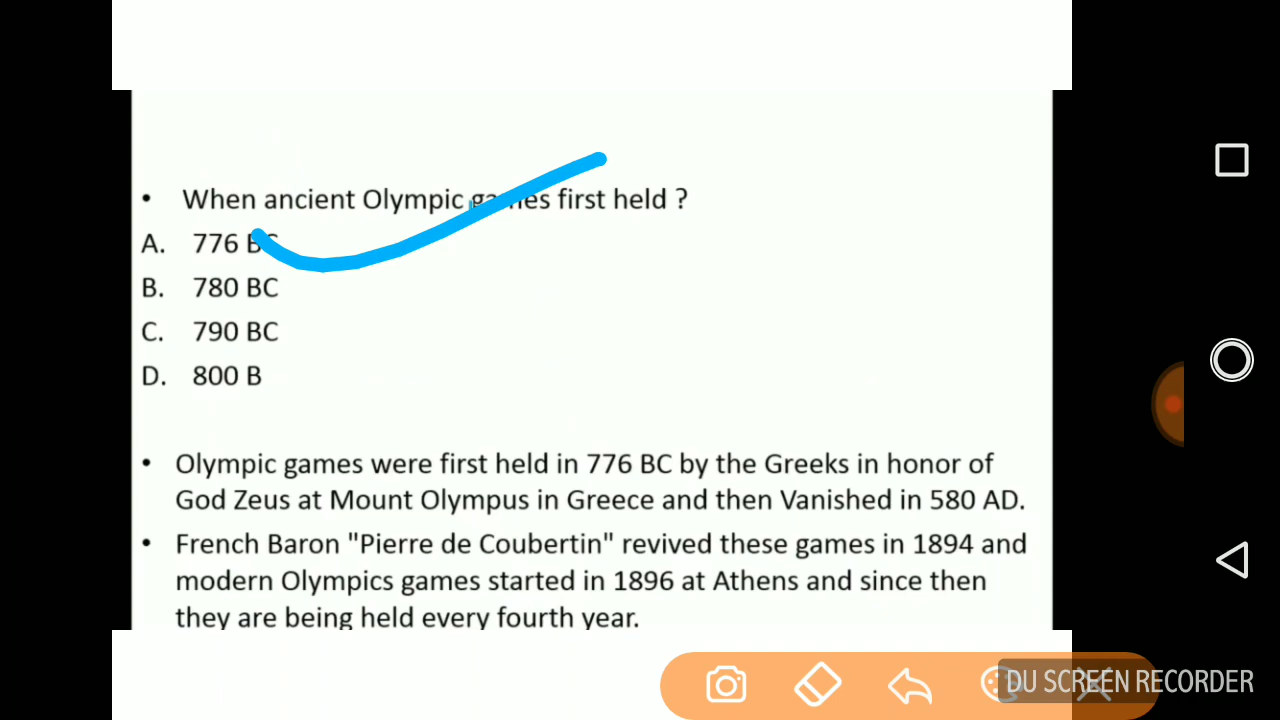 • When ancient Olympic games first held ?
A. 776 BC
B. 780 BC
C. 790 BC
D. 800 B
• Olympic games were first held in 776 BC by the Greeks in honor of
God Zeus at Mount Olympus in Greece and then Vanished in 580 AD.
• French Baron "Pierre de Coubertin" revived these games in 1894 and
modern Olympics games started in 1896 at Athens and since then
they are being held every fourth year.
DU SCREEN RECORDER